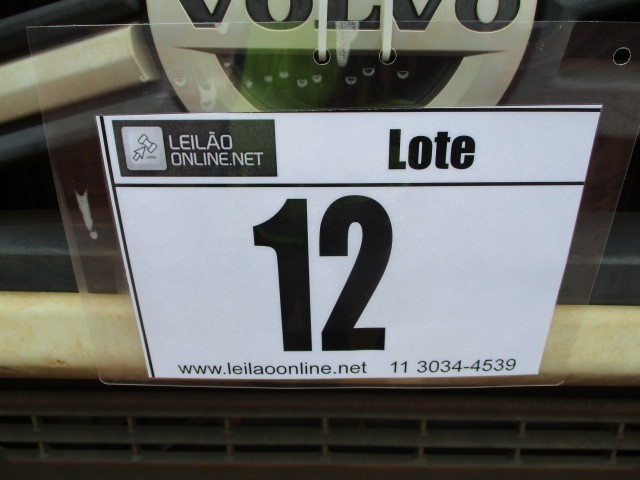 VOLVO
LEILÃO
ONLINE.NET
Lote
12
www.leilaoonline.net 11 3034-4539